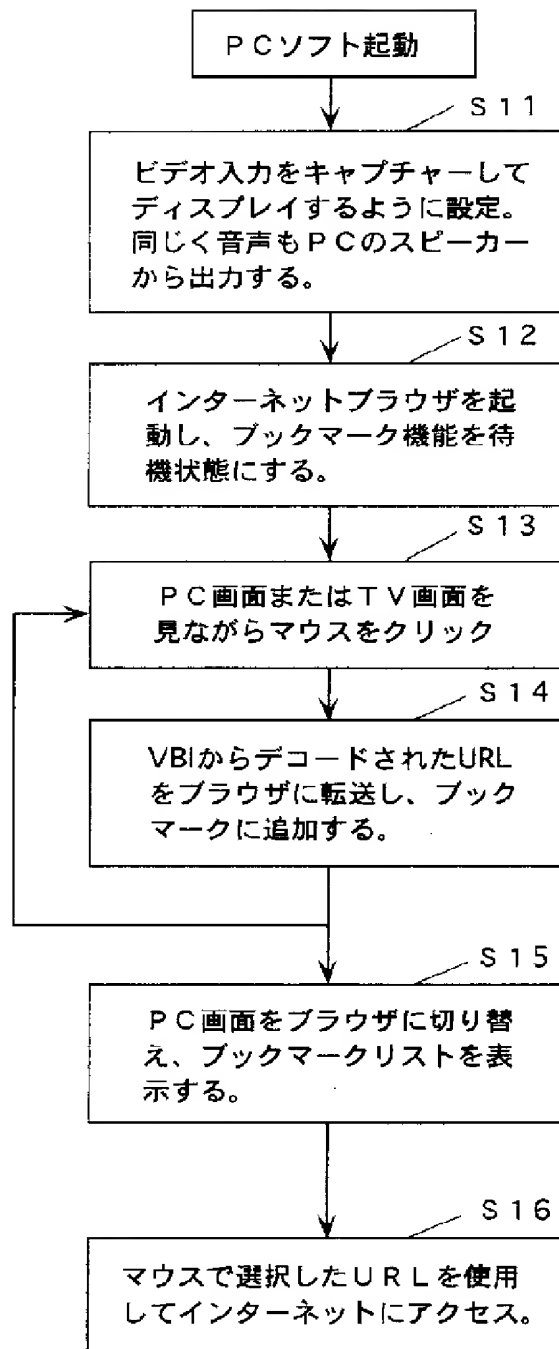 ＰＣソフト起動
Ｓ１１
ビデオ入力をキャプチャーして
ディスプレイするように設定。
同じく音声もＰＣのスピーカー
から出力する。
Ｓ１２
インターネットブラウザを起
動し、ブックマーク機能を待
機状態にする。
Ｓ１３
ＰＣ画面またはＴＶ画面を
見ながらマウスをクリック
Ｓ１４
VBIからデコードされたURL
をブラウザに転送し、ブック
マークに追加する。
Ｓ１５
ＰＣ画面をブラウザに切り替
え、ブックマークリストを表
示する。
Ｓ１６
マウスで選択したＵＲＬを使用
してインターネットにアクセス。